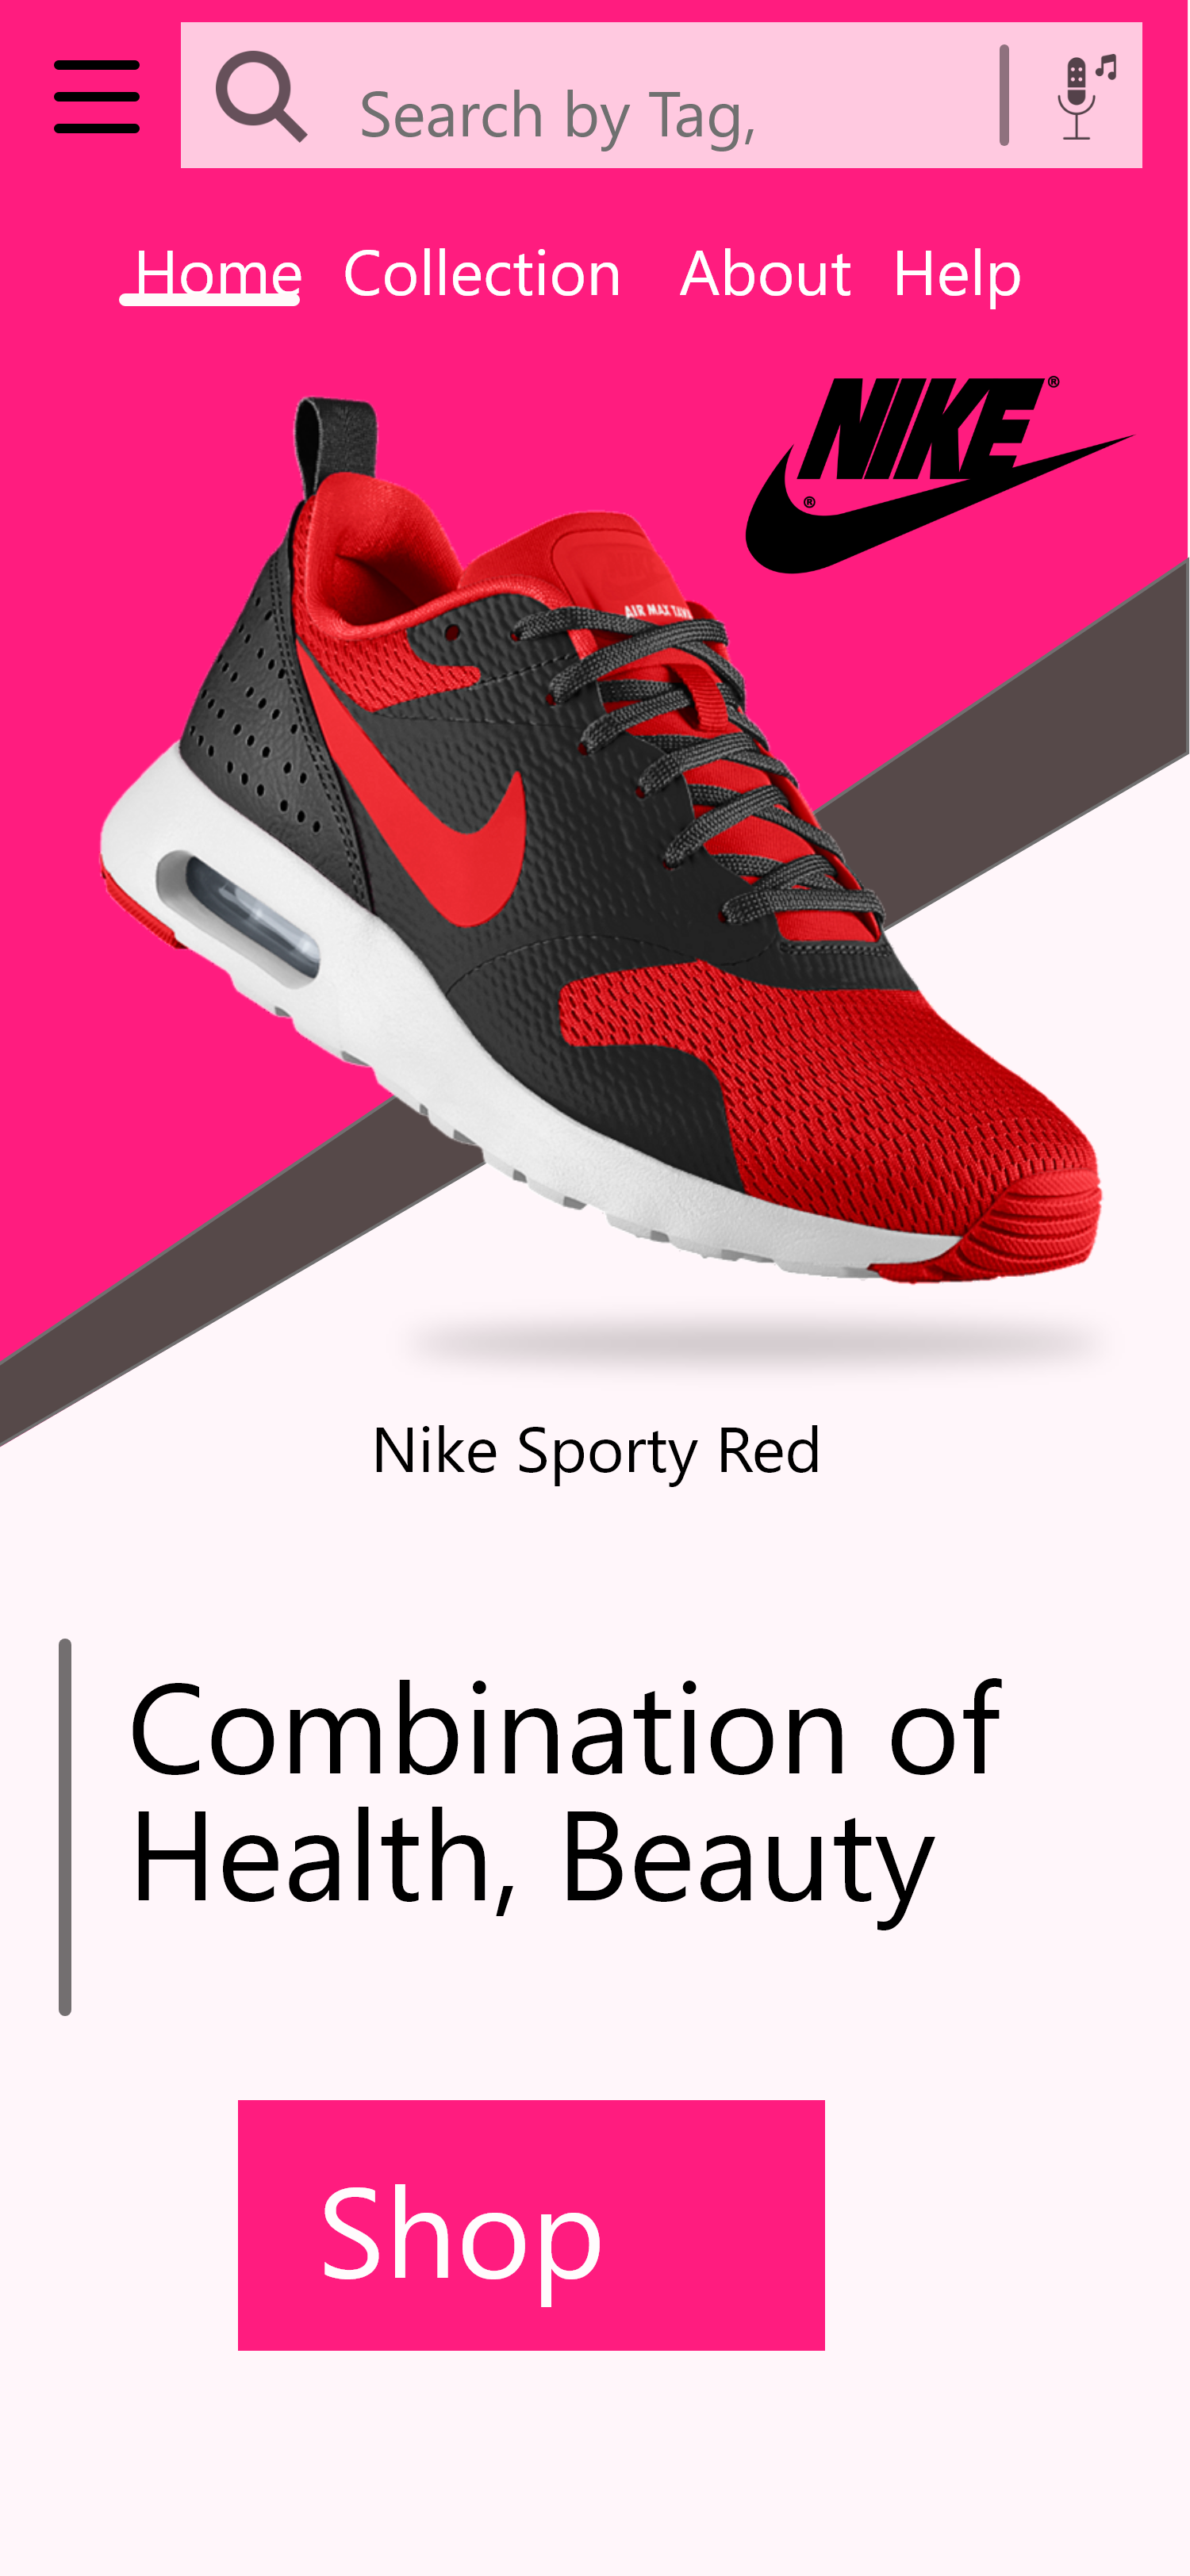 Search by Tag,
Home Collection About Help
NIKE®
®
AIR MAX
Nike Sporty Red
Combination of
Health, Beauty
Shop